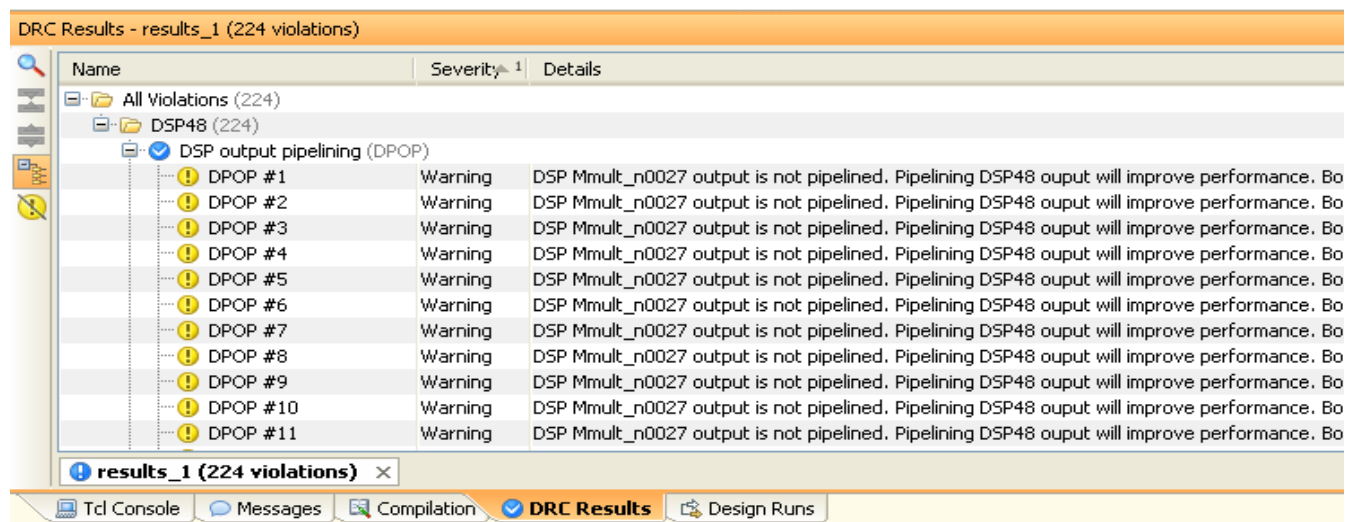 DRC Results - results_1 (224 violations)
Name Severity 1 Details
All Violations (224)
DSP48 (224)
DSP output pipelining (DPOP)
DPOP #1 Warning DSP Mmult_n0027 output is not pipelined. Pipelining DSP48 ouput will improve performance. Bo
DPOP #2 Warning DSP Mmult_n0027 output is not pipelined. Pipelining DSP48 ouput will improve performance. Bo
DPOP #3 Warning DSP Mmult_n0027 output is not pipelined. Pipelining DSP48 ouput will improve performance. Bo
DPOP #4 Warning DSP Mmult_n0027 output is not pipelined. Pipelining DSP48 ouput will improve performance. Bo
DPOP #5 Warning DSP Mmult_n0027 output is not pipelined. Pipelining DSP48 ouput will improve performance. Bo
DPOP #6 Warning DSP Mmult_n0027 output is not pipelined. Pipelining DSP48 ouput will improve performance. Bo
DPOP #7 Warning DSP Mmult_n0027 output is not pipelined. Pipelining DSP48 ouput will improve performance. Bo
DPOP #8 Warning DSP Mmult_n0027 output is not pipelined. Pipelining DSP48 ouput will improve performance. Bo
DPOP #9 Warning DSP Mmult_n0027 output is not pipelined. Pipelining DSP48 ouput will improve performance. Bo
DPOP #10 Warning DSP Mmult_n0027 output is not pipelined. Pipelining DSP48 ouput will improve performance. Bo
DPOP #11 Warning DSP Mmult_n0027 output is not pipelined. Pipelining DSP48 ouput will improve performance. Bo
results_1 (224 violations)
Tcl Console Messages Compilation DRC Results Design Runs